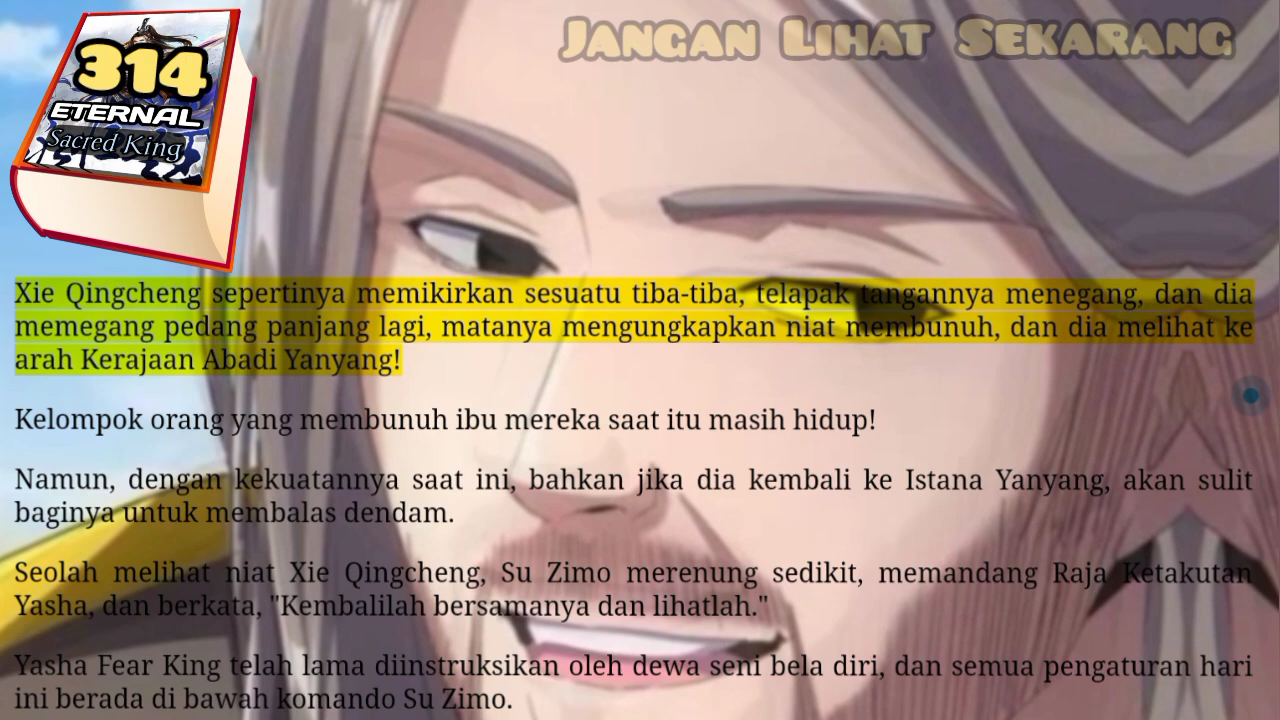 Jangan Lihat Sekarang
314
ETERNAL
Sacred King
Xie Qingcheng sepertinya memikirkan sesuatu tiba-tiba, telapak tangannya menegang, dan dia
memegang pedang panjang lagi, matanya mengungkapkan niat membunuh, dan dia melihat ke
arah Kerajaan Abadi Yanyang!
Kelompok orang yang membunuh ibu mereka saat itu masih hidup!
Namun, dengan kekuatannya saat ini, bahkan jika dia kembali ke Istana Yanyang, akan sulit
baginya untuk membalas dendam.
Seolah melihat niat Xie Qingcheng, Su Zimo merenung sedikit, memandang Raja Ketakutan
Yasha, dan berkata, "Kembalilah bersamanya dan lihatlah."
Yasha Fear King telah lama diinstruksikan oleh dewa seni bela diri, dan semua pengaturan hari
ini berada di bawah komando Su Zimo.